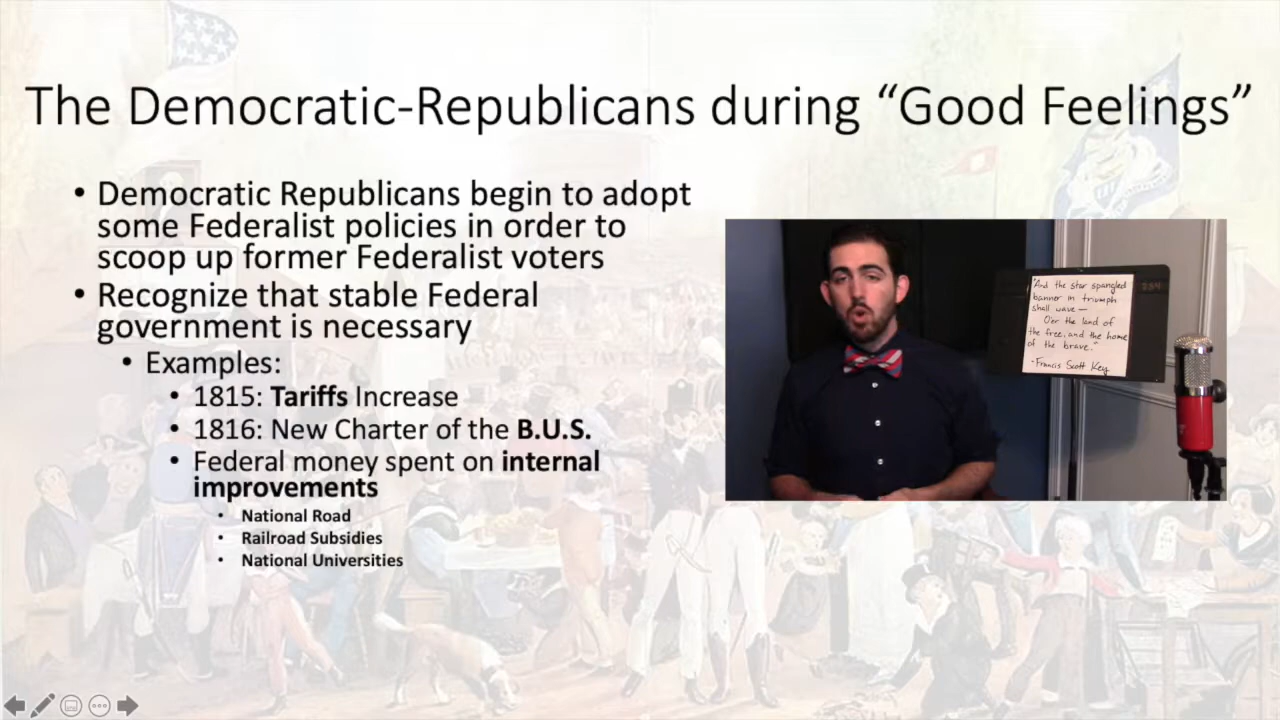 The Democratic-Republicans during “Good Feelings”
• Democratic Republicans begin to adopt
some Federalist policies in order to
scoop up former Federalist voters
• Recognize that stable Federal
government is necessary
• Examples:
• 1815: Tariffs Increase
• 1816: New Charter of the B.U.S.
• Federal money spent on internal
improvements
• National Road
• Railroad Subsidies
• National Universities
"And the star spangled
banner in triumph
shall wave —
O'er the land of
the free, and the home
of the brave."
-Francis Scott Key